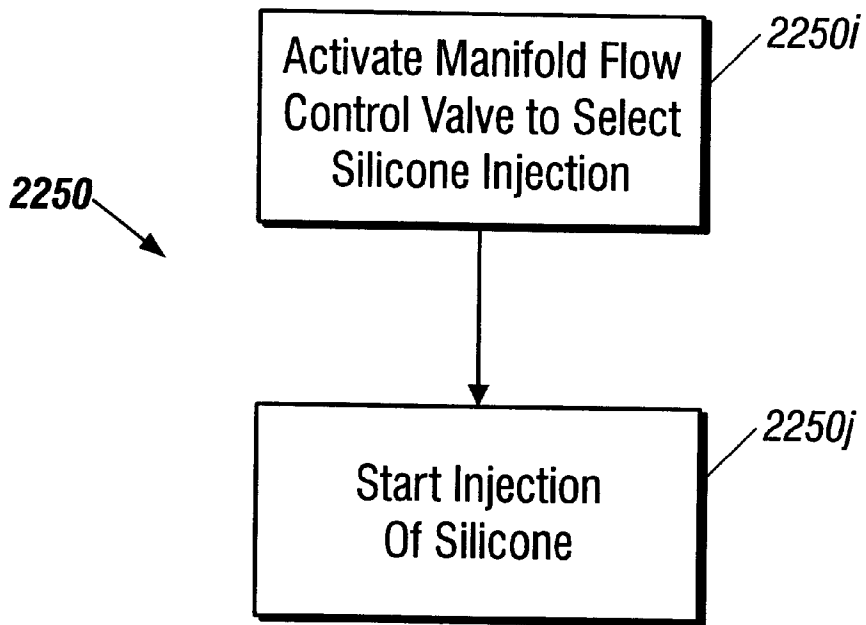 2250i
Activate Manifold Flow
Control Valve to Select
Silicone Injection
2250
2250j
Start Injection
Of Silicone